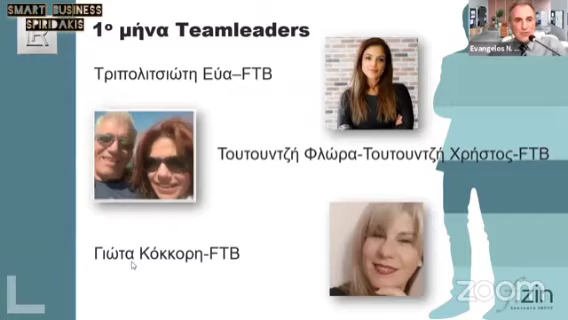 SMART BUSINESS
SPIRIDAKIS
1ο μήνα Teamleaders
Τριπολιτσιώτη Εύα–FTB
Τουτουντζή Φλώρα-Τουτουντζή Χρήστος-FTB
Γιώτα Κόκκορη-FTB
Evangelos N. ...
zoom
zin